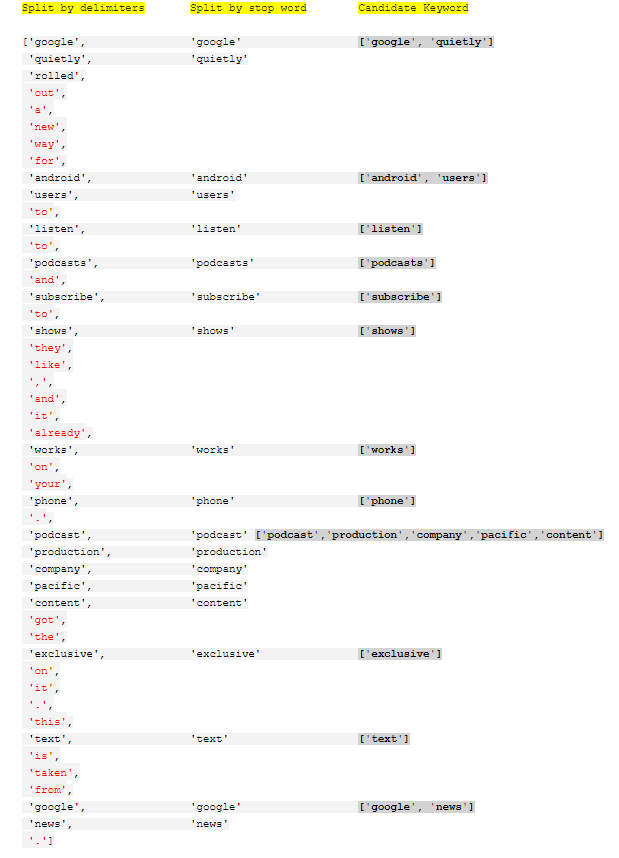 Split by delimiters Split by stop word Candidate Keyword
['google', 'google' ['google', 'quietly']
'quietly', 'quietly'
'rolled',
'out',
'a',
'new',
'way',
'for',
'android', 'android' ['android', 'users']
'users', 'users'
'to',
'listen', 'listen' ['listen']
'to',
'podcasts', 'podcasts' ['podcasts']
'and',
'subscribe', 'subscribe' ['subscribe']
'to',
'shows', 'shows' ['shows']
'they',
'like',
',',
'and',
'it',
'already',
'works', 'works' ['works']
'on',
'your',
'phone', 'phone' ['phone']
'.',
'podcast', 'podcast' ['podcast','production','company','pacific','content']
'production', 'production'
'company', 'company'
'pacific', 'pacific'
'content', 'content'
'got',
'the',
'exclusive', 'exclusive' ['exclusive']
'on',
'it',
'.',
'this',
'text', 'text' ['text']
'is',
'taken',
'from',
'google', 'google' ['google', 'news']
'news', 'news'
'.']